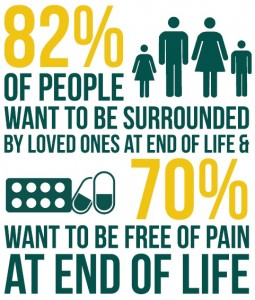 82%
OF PEOPLE
WANT TO BE SURROUNDED
BY LOVED ONES AT END OF LIFE &
70%
WANT TO BE FREE OF PAIN
AT END OF LIFE